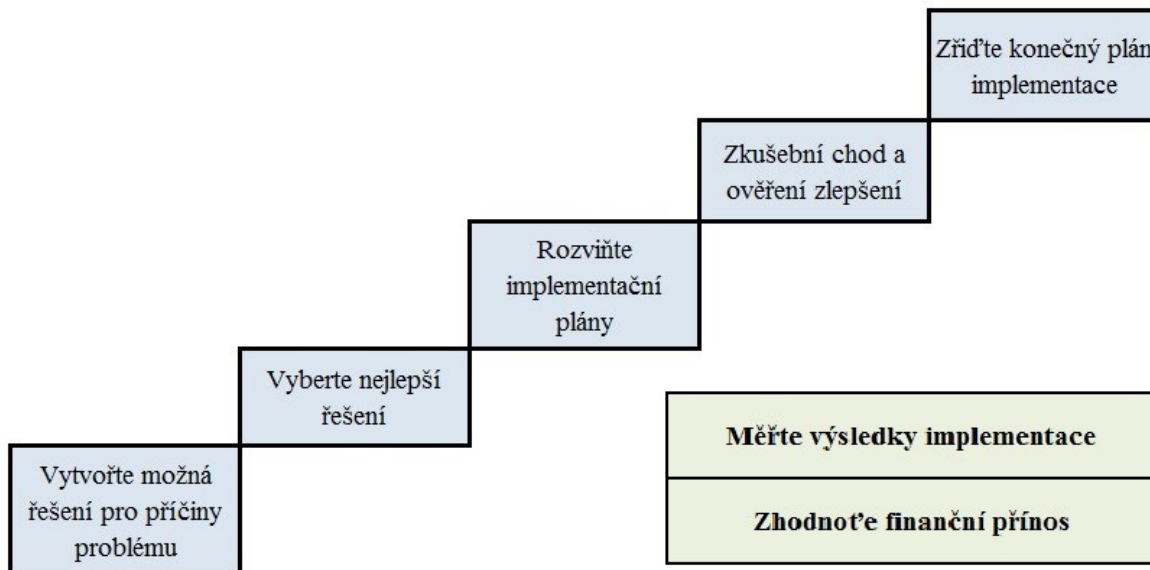 Zřiďte konečný plán
implementace
Zkušební chod a
ověření zlepšení
Rozviňte
implementační
plány
Vyberte nejlepší
řešení
Měřte výsledky implementace
Vytvořte možná
řešení pro příčiny
problému
Zhodnoťe finanční přínos